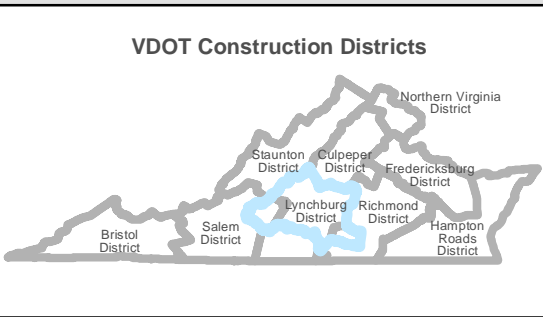 VDOT Construction Districts
Northern Virginia
District
Staunton
District
Culpeper
District
Fredericksburg
District
Lynchburg
District
Richmond
District
Salem
District
Bristol
District
Hampton
Roads
District